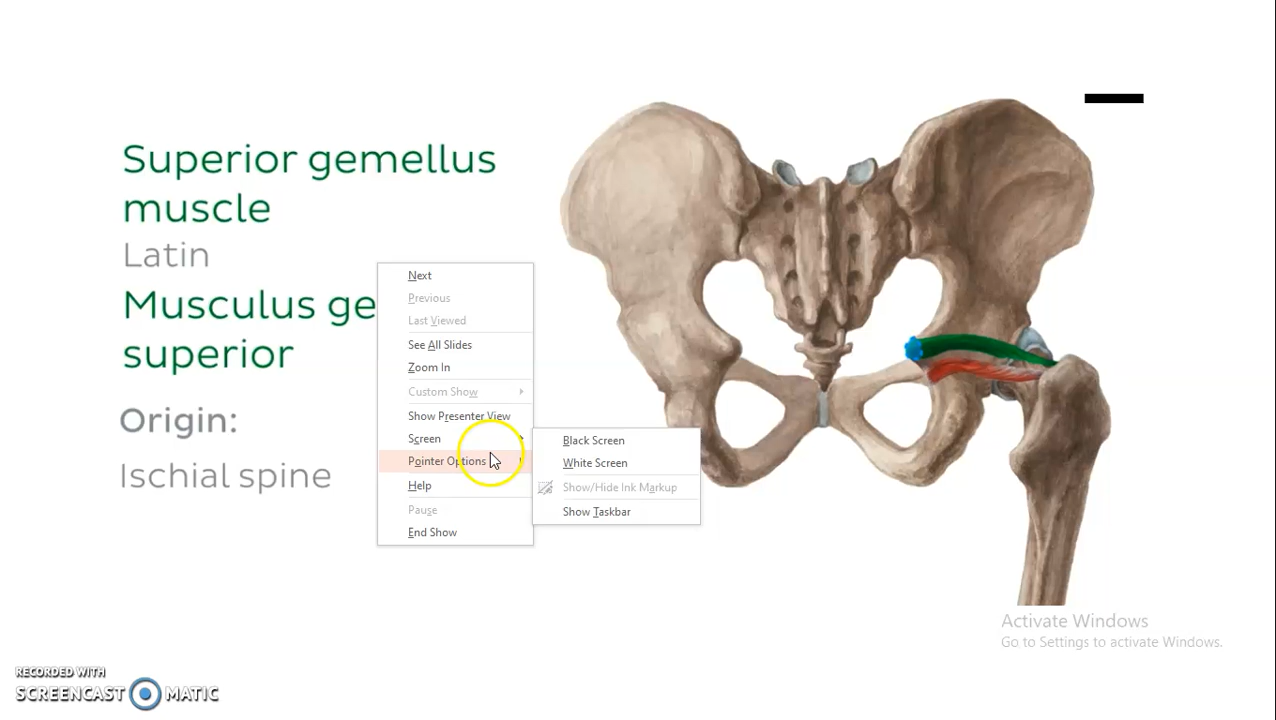 Superior gemellus
muscle
Latin
Musculus ge
superior
Origin:
Ischial spine
Next
Previous
Last Viewed
See All Slides
Zoom In
Custom Show
Show Presenter View
Screen
Pointer Options
Help
Pause
End Show
Black Screen
White Screen
Show/Hide Ink Markup
Show Taskbar
Activate Windows
Go to Settings to activate Windows.
RECORDED WITH
SCREENCAST MATIC